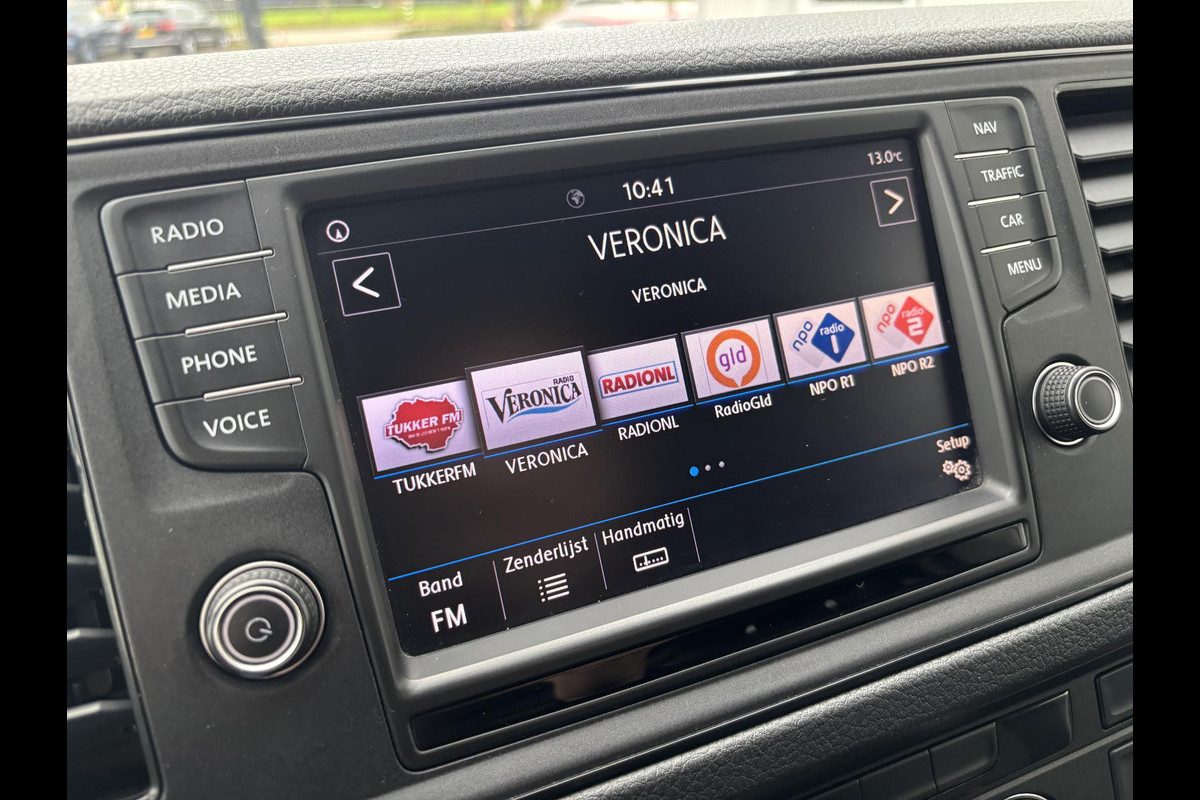 RADIO
MEDIA
PHONE
VOICE
10:41
13.0°C
VERONICA
VERONICA
TUKKER FM
RADIO
VERONICA
RADIONL
gld
npo radio 1
npo radio 2
TUKKERFM
VERONICA
RADIONL
RadioGld
NPO R1
NPO R2
Setup
Band
FM
Zenderlijst
Handmatig
NAV
TRAFFIC
CAR
MENU